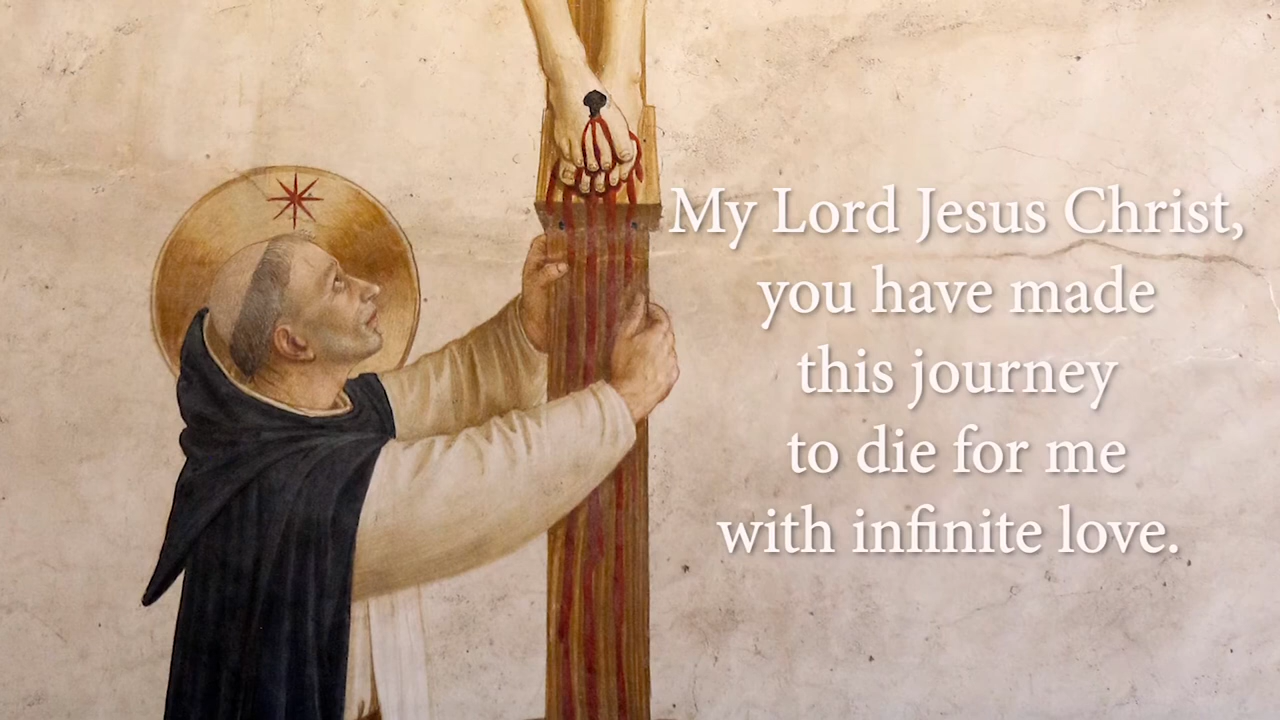 My Lord Jesus Christ,
you have made
this journey
to die for me
with infinite love.